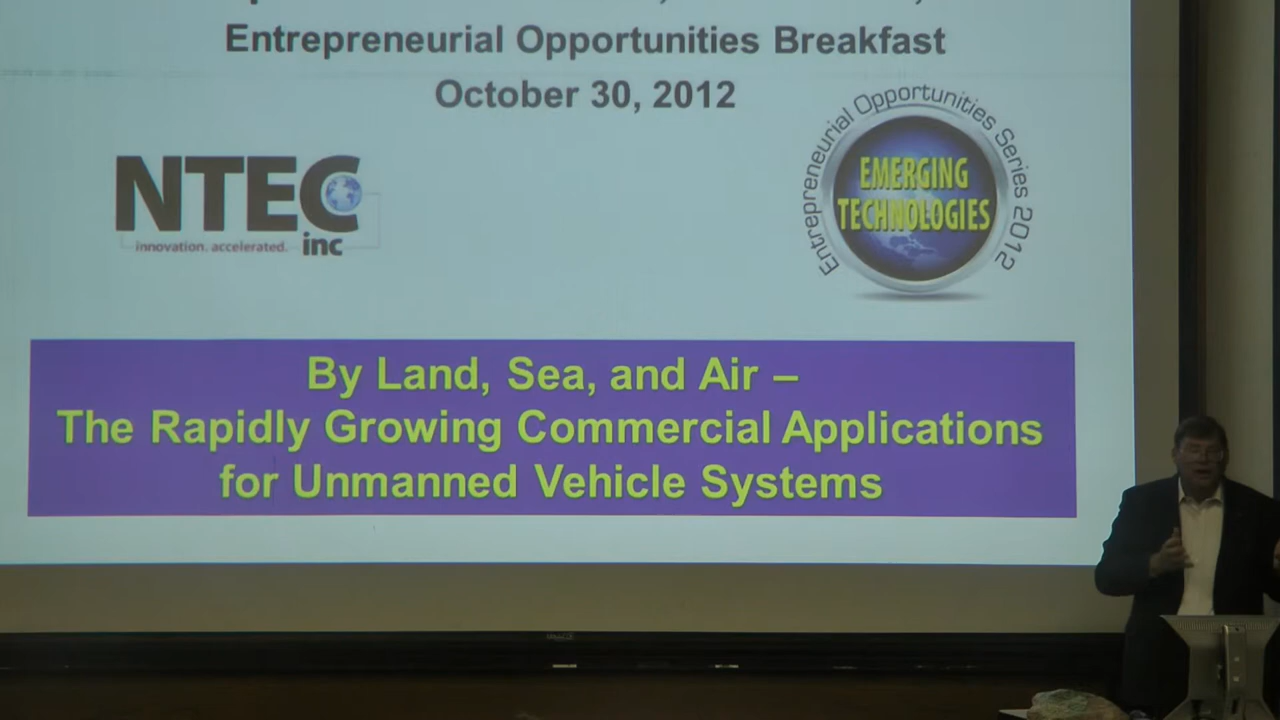 Entrepreneurial Opportunities Breakfast
October 30, 2012
NTEC
innovation. accelerated. inc
Entrepreneurial Opportunities Series 2012
EMERGING
TECHNOLOGIES
By Land, Sea, and Air –
The Rapidly Growing Commercial Applications
for Unmanned Vehicle Systems